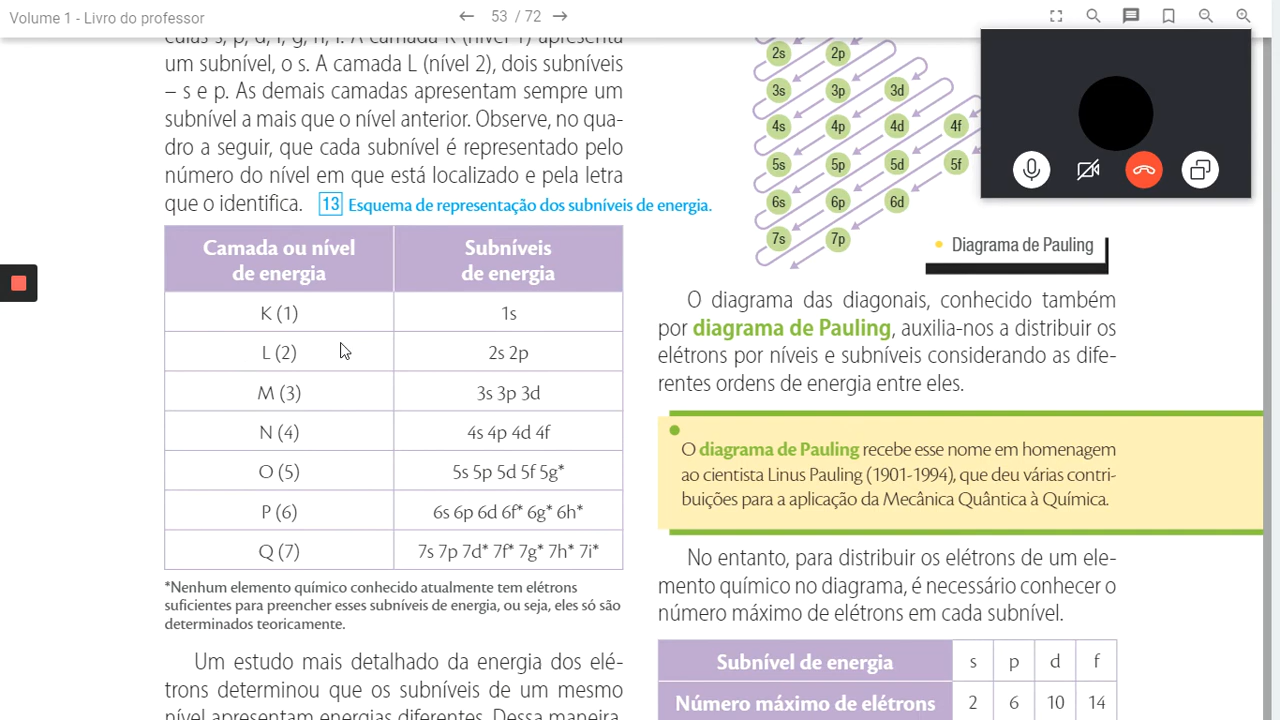 Volume 1 - Livro do professor
53 / 72
um subnível, o s. A camada L (nível 2), dois subníveis
– s e p. As demais camadas apresentam sempre um
subnível a mais que o nível anterior. Observe, no qua-
dro a seguir, que cada subnível é representado pelo
número do nível em que está localizado e pela letra
que o identifica. 13 Esquema de representação dos subníveis de energia.
Camada ou nível de energia Subníveis de energia
K (1) 1s
L (2) 2s 2p
M (3) 3s 3p 3d
N (4) 4s 4p 4d 4f
O (5) 5s 5p 5d 5f 5g*
P (6) 6s 6p 6d 6f* 6g* 6h*
Q (7) 7s 7p 7d* 7f* 7g* 7h* 7i*
*Nenhum elemento químico conhecido atualmente tem elétrons
suficientes para preencher esses subníveis de energia, ou seja, eles só são
determinados teoricamente.
Um estudo mais detalhado da energia dos elé-
trons determinou que os subníveis de um mesmo
nível apresentam energias diferentes. Dessa maneira,
2s 2p
3s 3p 3d
4s 4p 4d 4f
5s 5p 5d 5f
6s 6p 6d
7s 7p
Diagrama de Pauling
O diagrama das diagonais, conhecido também
por diagrama de Pauling, auxilia-nos a distribuir os
elétrons por níveis e subníveis considerando as dife-
rentes ordens de energia entre eles.
O diagrama de Pauling recebe esse nome em homenagem
ao cientista Linus Pauling (1901-1994), que deu várias contri-
buições para a aplicação da Mecânica Quântica à Química.
No entanto, para distribuir os elétrons de um ele-
mento químico no diagrama, é necessário conhecer o
número máximo de elétrons em cada subnível.
Subnível de energia s p d f
Número máximo de elétrons 2 6 10 14